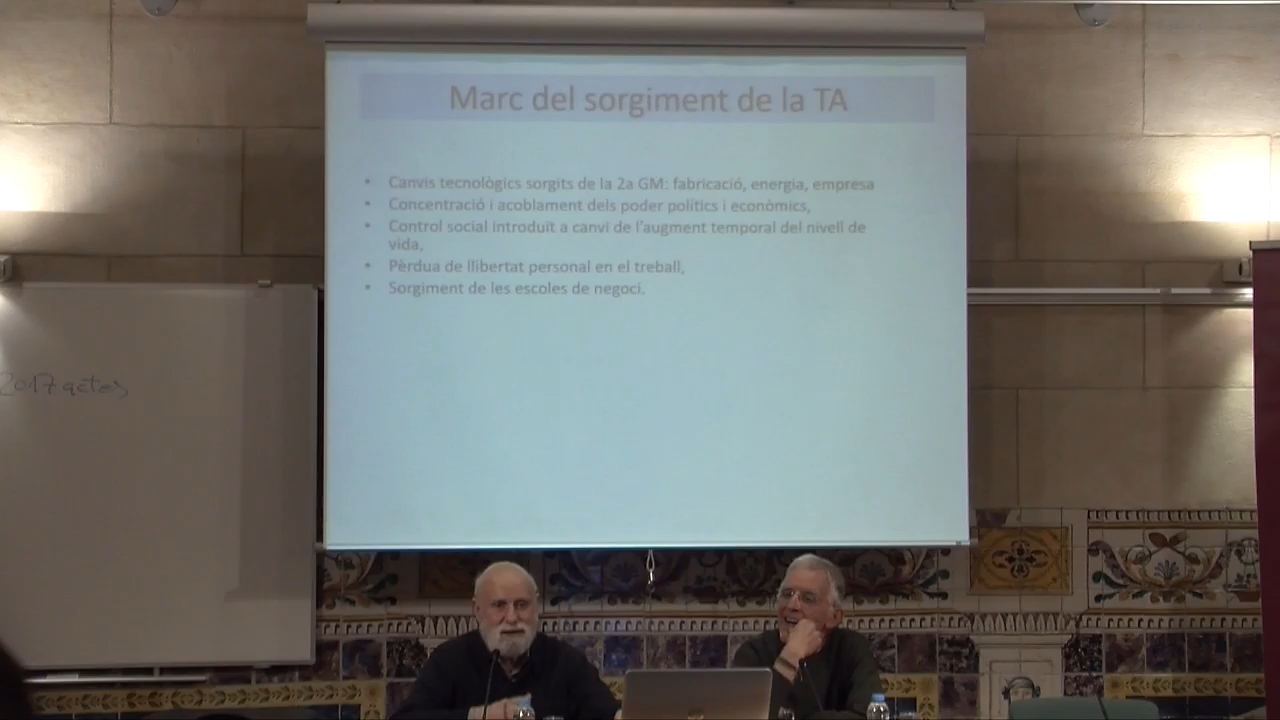 Marc del sorgiment de la TA
• Canvis tecnològics sorgits de la 2a GM: fabricació, energia, empresa
• Concentració i acoblament dels poder polítics i econòmics,
• Control social introduït a canvi de l'augment temporal del nivell de
vida,
• Pèrdua de llibertat personal en el treball,
• Sorgiment de les escoles de negoci.
2017 actes